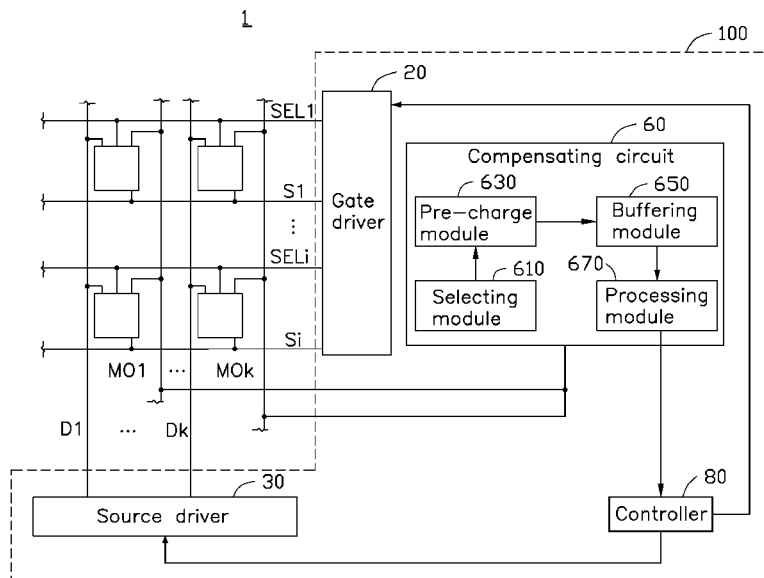 1
100
20
SEL1
60
Compensating circuit
630
650
S1
Gate
driver
Pre-charge
module
Buffering
module
⋮
SELi
610
670
Selecting
module
Processing
module
Si
MO1 ... MOk
D1 ... Dk
30
80
Source driver
Controller